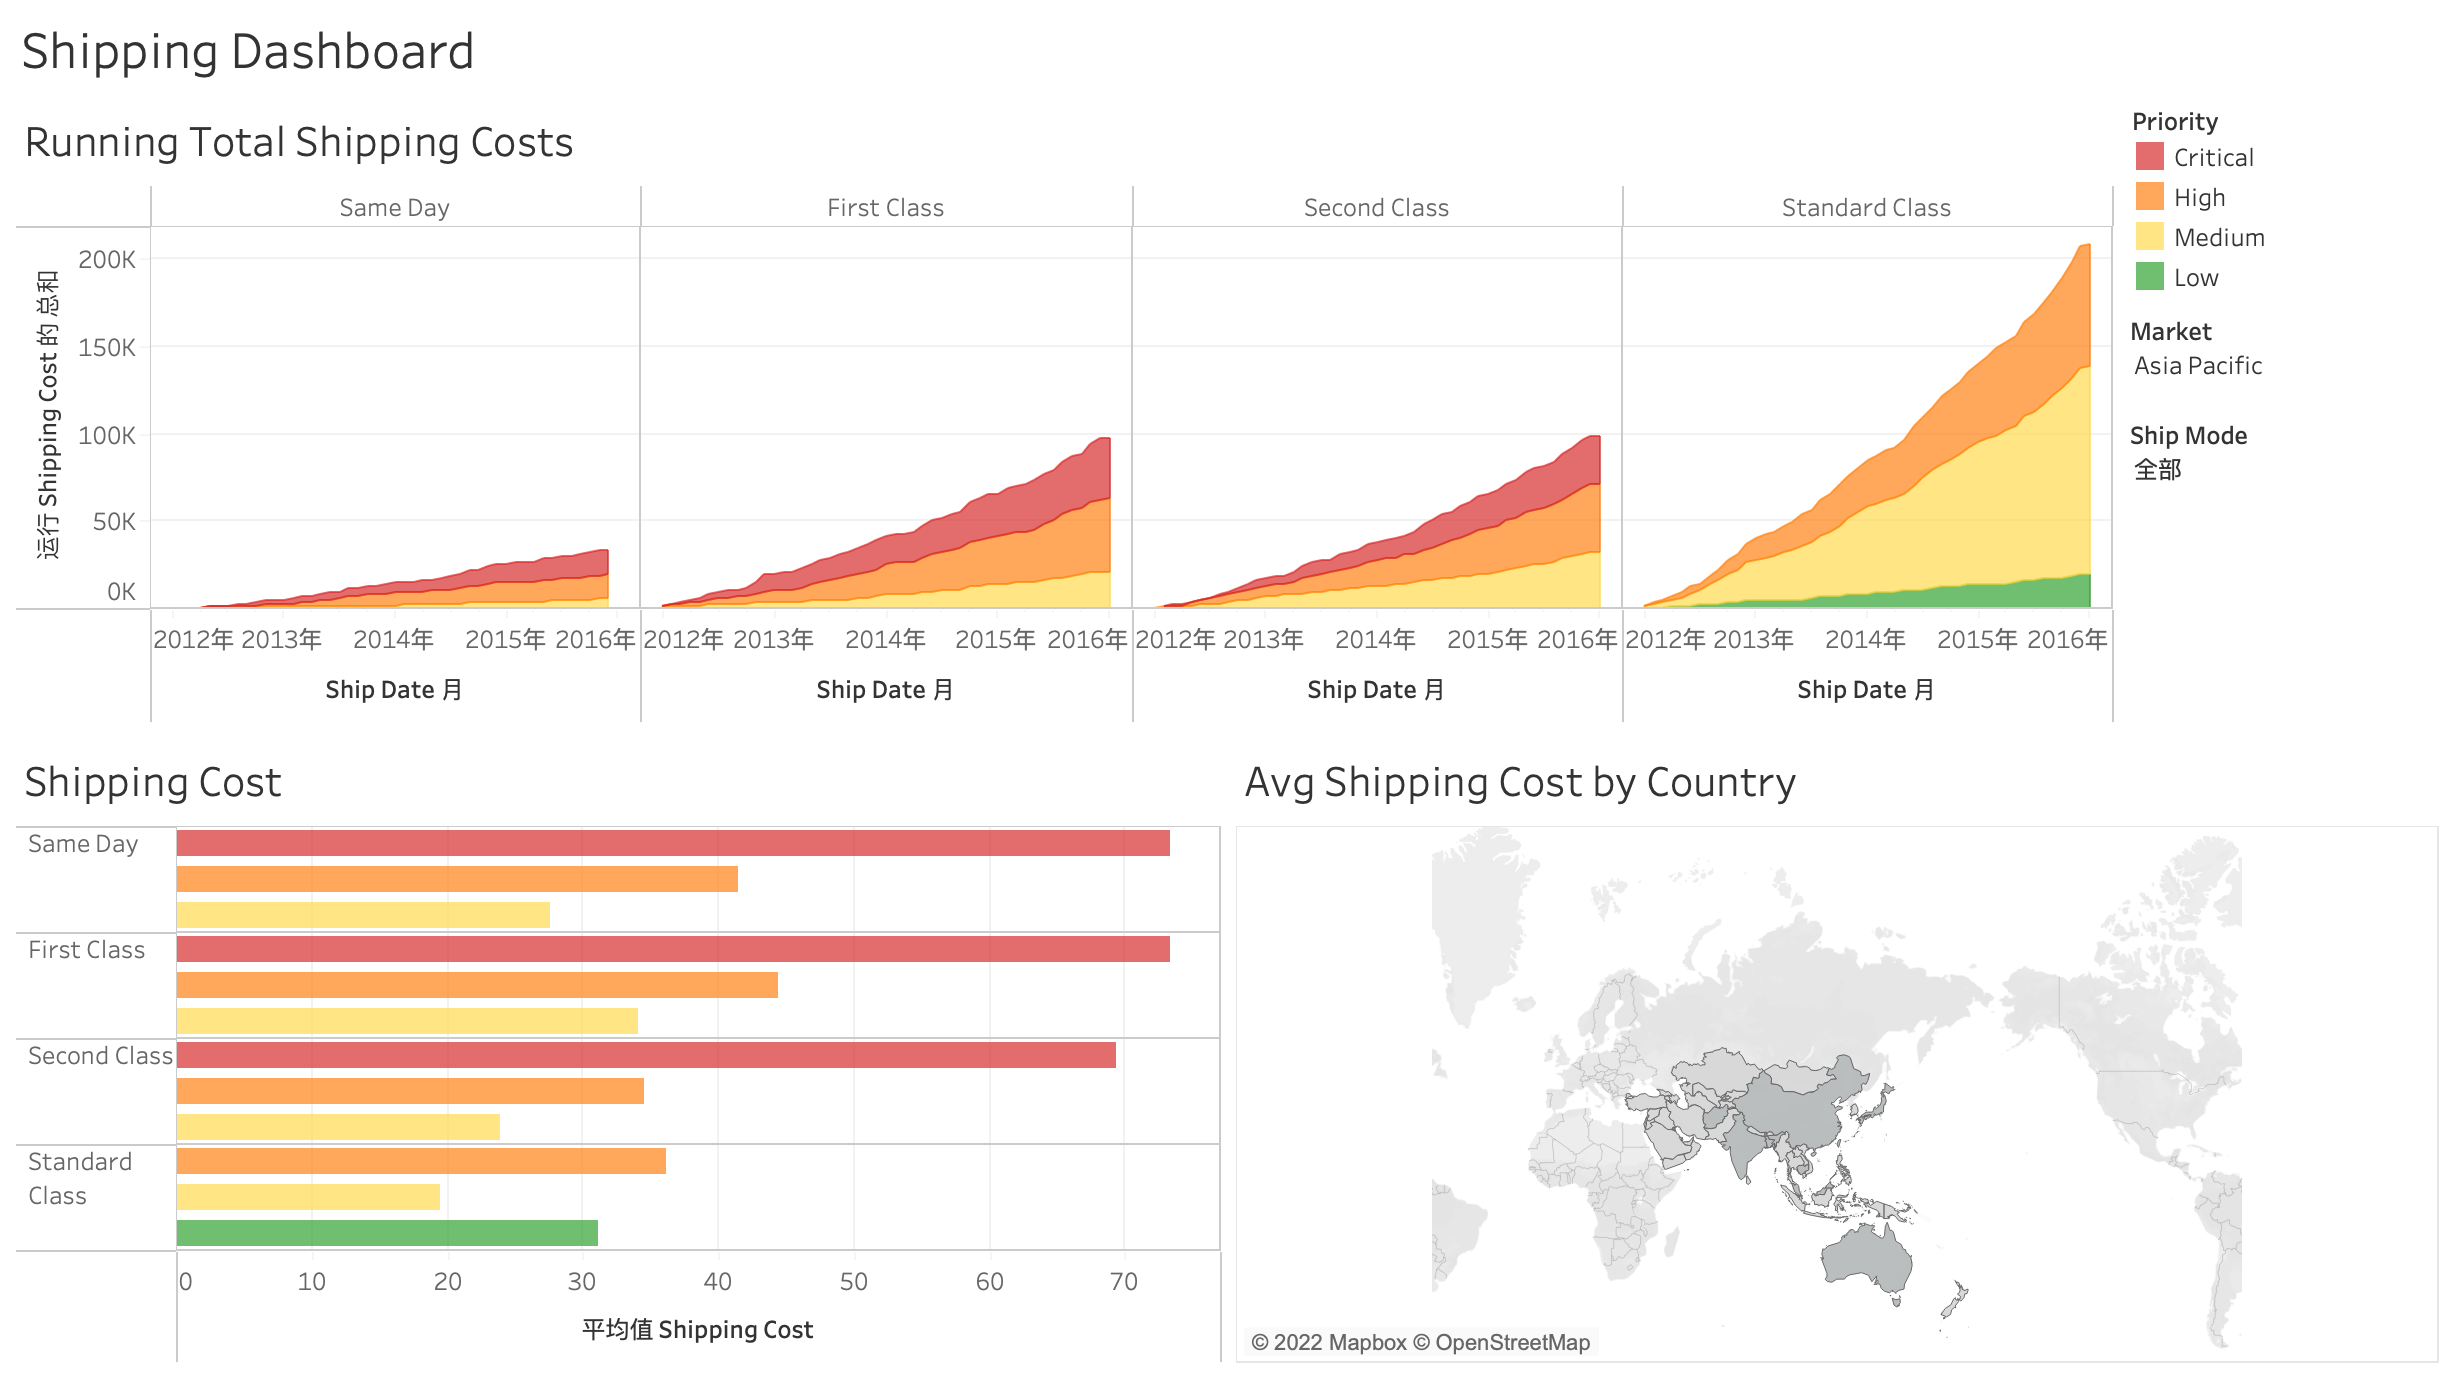 Shipping Dashboard
Running Total Shipping Costs
Same Day First Class Second Class Standard Class
运行 Shipping Cost 的 总和
200K
150K
100K
50K
0K
2012年 2013年 2014年 2015年 2016年 2012年 2013年 2014年 2015年 2016年 2012年 2013年 2014年 2015年 2016年 2012年 2013年 2014年 2015年 2016年
Ship Date 月 Ship Date 月 Ship Date 月 Ship Date 月
Priority
Critical
High
Medium
Low
Market
Asia Pacific
Ship Mode
全部
Shipping Cost
Same Day
First Class
Second Class
Standard
Class
0 10 20 30 40 50 60 70
平均值 Shipping Cost
Avg Shipping Cost by Country
© 2022 Mapbox © OpenStreetMap